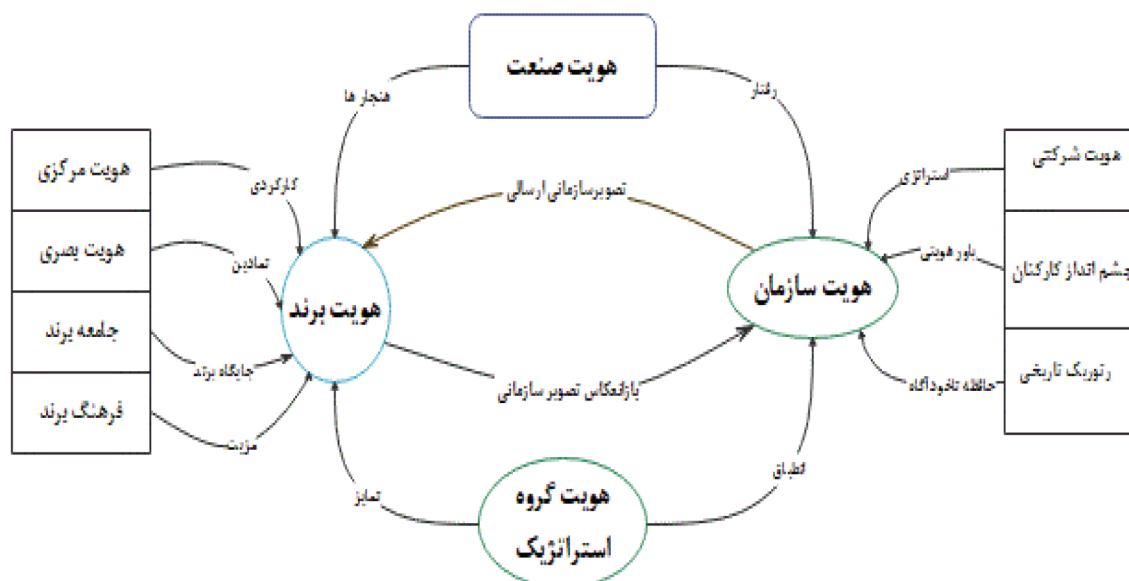 هویت صنعت
رفتار
هنجار ها
هویت شرکتی
استراتژی
چشم انداز کارکنان
باور هویتی
رتوریک تاریخی
حافظه ناخودآگاه
هویت سازمان
تصویرسازمانی ارسالی
بازانعکاس تصویر سازمانی
هویت برند
هویت مرکزی
کارکردی
هویت بصری
نمادین
جامعه برند
جایگاه برند
فرهنگ برند
مزیت
انطباق
تمایز
هویت گروه
استراتژیک